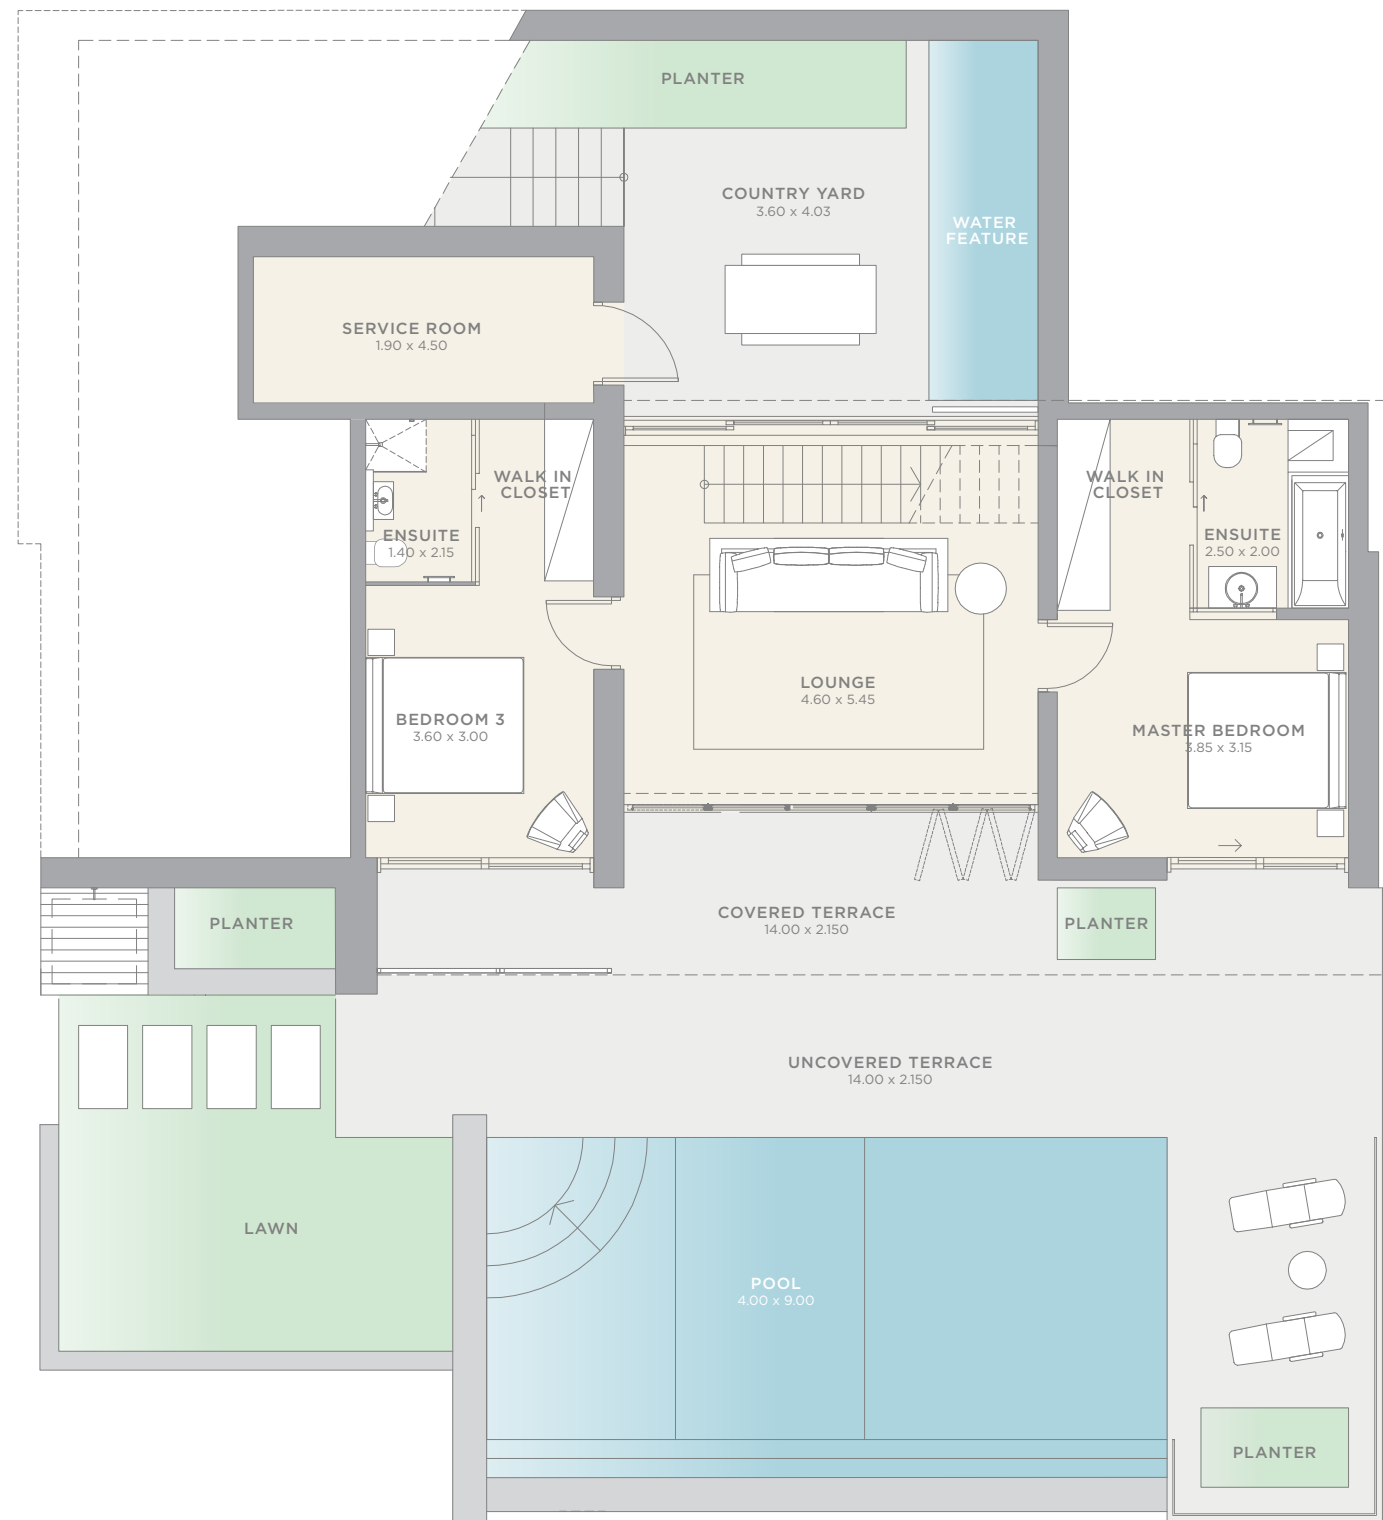 PLANTER
COUNTRY YARD
3.60 x 4.03
WATER
FEATURE
SERVICE ROOM
1.90 x 4.50
WALK IN
CLOSET
ENSUITE
1.40 x 2.15
WALK IN
CLOSET
ENSUITE
2.50 x 2.00
LOUNGE
4.60 x 5.45
BEDROOM 3
3.60 x 3.00
MASTER BEDROOM
3.85 x 3.15
PLANTER
COVERED TERRACE
14.00 x 2.150
PLANTER
UNCOVERED TERRACE
14.00 x 2.150
LAWN
POOL
4.00 x 9.00
PLANTER